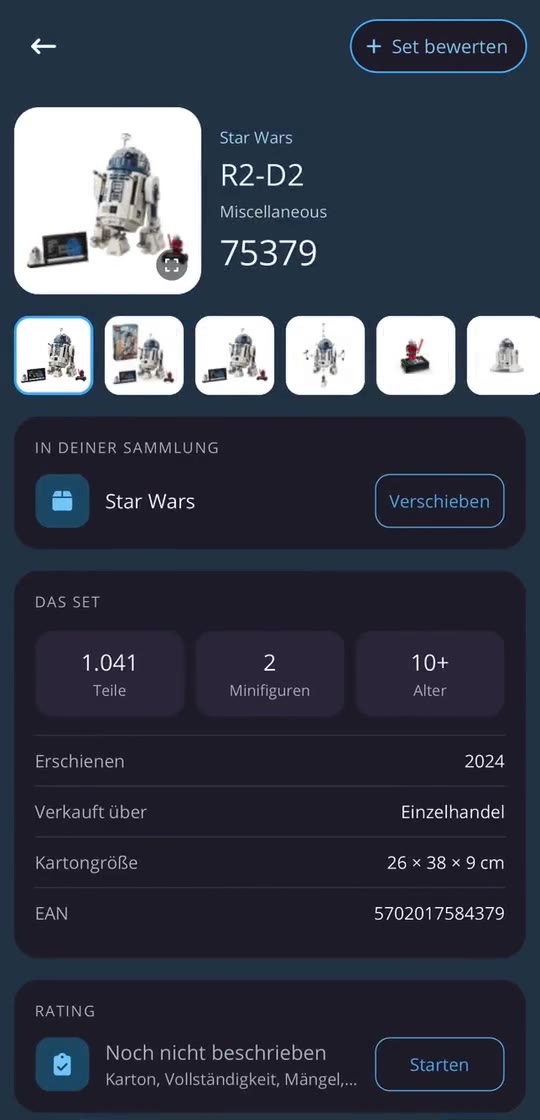 + Set bewerten
Star Wars
R2-D2
Miscellaneous
75379
IN DEINER SAMMLUNG
Star Wars
Verschieben
DAS SET
1.041
Teile
2
Minifiguren
10+
Alter
Erschienen
2024
Verkauft über
Einzelhandel
Kartongröße
26 × 38 × 9 cm
EAN
5702017584379
RATING
Noch nicht beschrieben
Karton, Vollständigkeit, Mängel,...
Starten